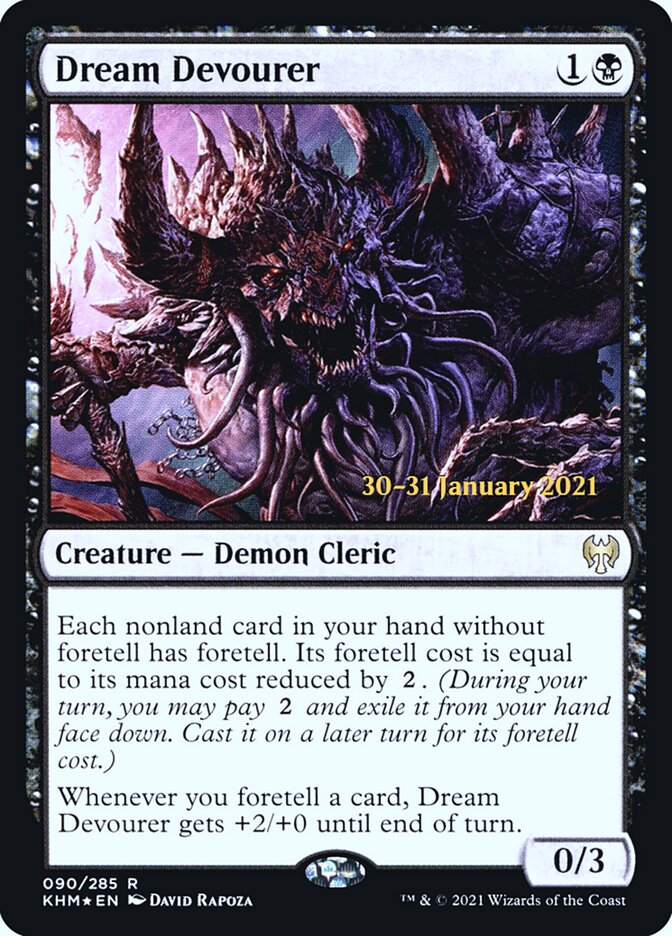 Dream Devourer 1
30–31 January 2021
Creature — Demon Cleric
Each nonland card in your hand without
foretell has foretell. Its foretell cost is equal
to its mana cost reduced by 2. (During your
turn, you may pay 2 and exile it from your hand
face down. Cast it on a later turn for its foretell
cost.)
Whenever you foretell a card, Dream
Devourer gets +2/+0 until end of turn.
0/3
090/285 R
KHM★EN DAVID RAPOZA
™ & © 2021 Wizards of the Coast